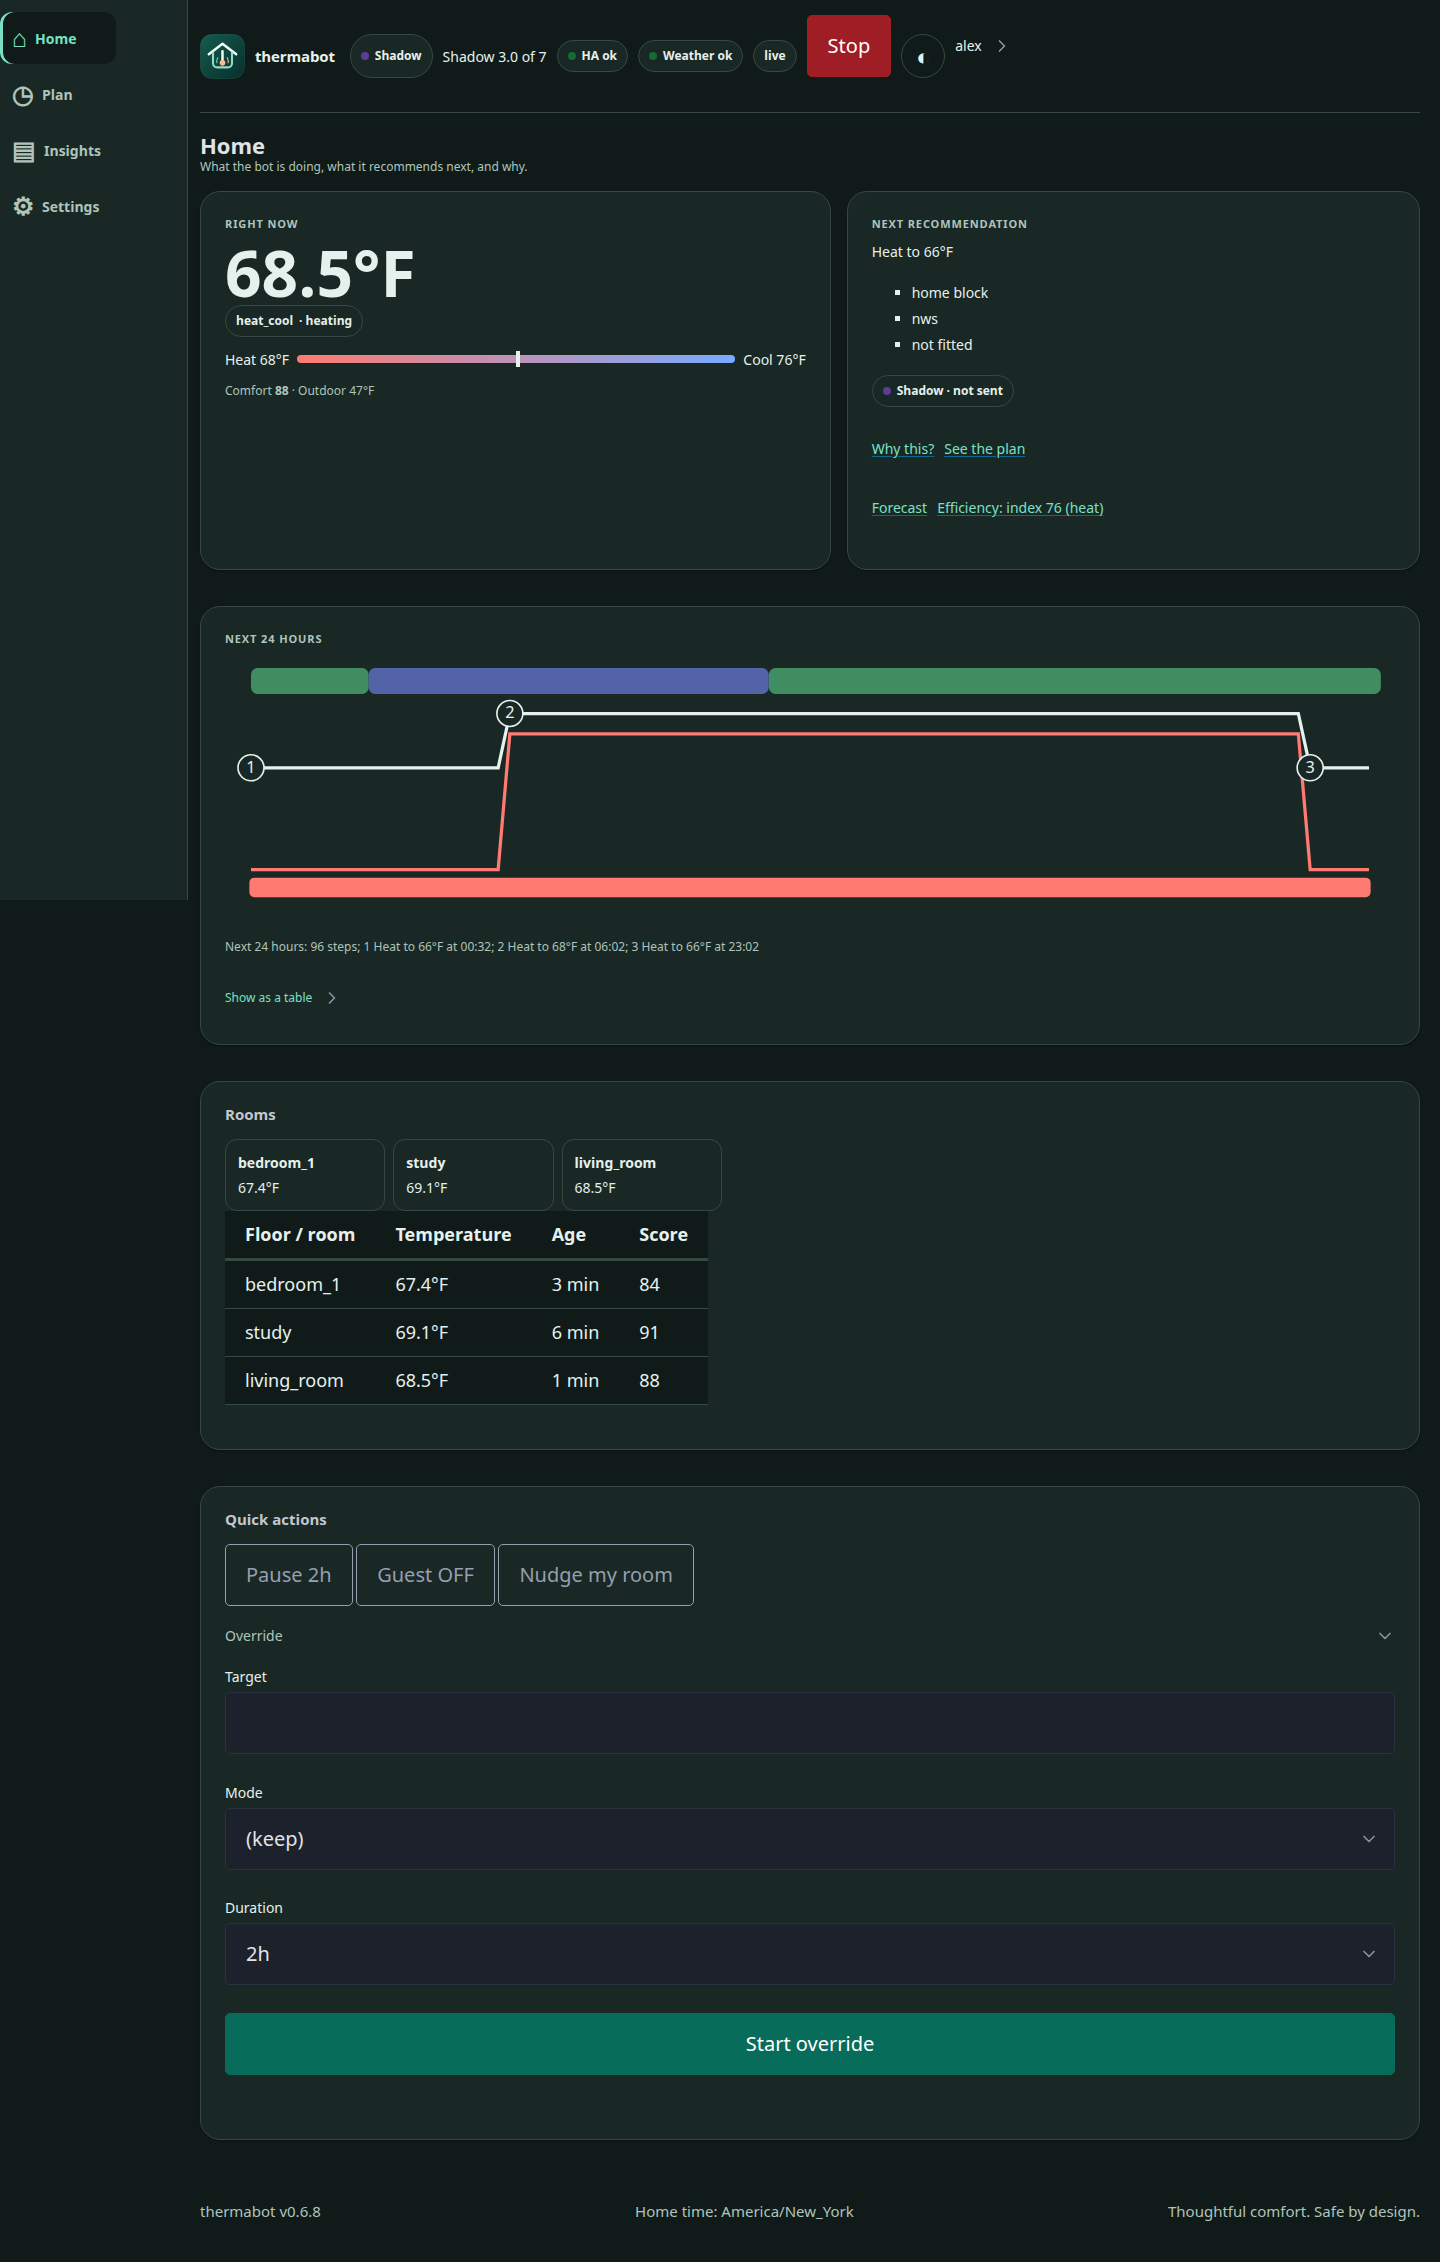 Home
Plan
Insights
Settings
thermabot
Shadow
Shadow 3.0 of 7
HA ok
Weather ok
live
Stop
alex
Home
What the bot is doing, what it recommends next, and why.
RIGHT NOW
68.5°F
heat_cool · heating
Heat 68°F
Cool 76°F
Comfort 88 · Outdoor 47°F
NEXT RECOMMENDATION
Heat to 66°F
home block
nws
not fitted
Shadow · not sent
Why this? See the plan
Forecast Efficiency: index 76 (heat)
NEXT 24 HOURS
2
1
3
Next 24 hours: 96 steps; 1 Heat to 66°F at 00:32; 2 Heat to 68°F at 06:02; 3 Heat to 66°F at 23:02
Show as a table
Rooms
bedroom_1
67.4°F
study
69.1°F
living_room
68.5°F
Floor / room Temperature Age Score
bedroom_1 67.4°F 3 min 84
study 69.1°F 6 min 91
living_room 68.5°F 1 min 88
Quick actions
Pause 2h
Guest OFF
Nudge my room
Override
Target
Mode
(keep)
Duration
2h
Start override
thermabot v0.6.8
Home time: America/New_York
Thoughtful comfort. Safe by design.